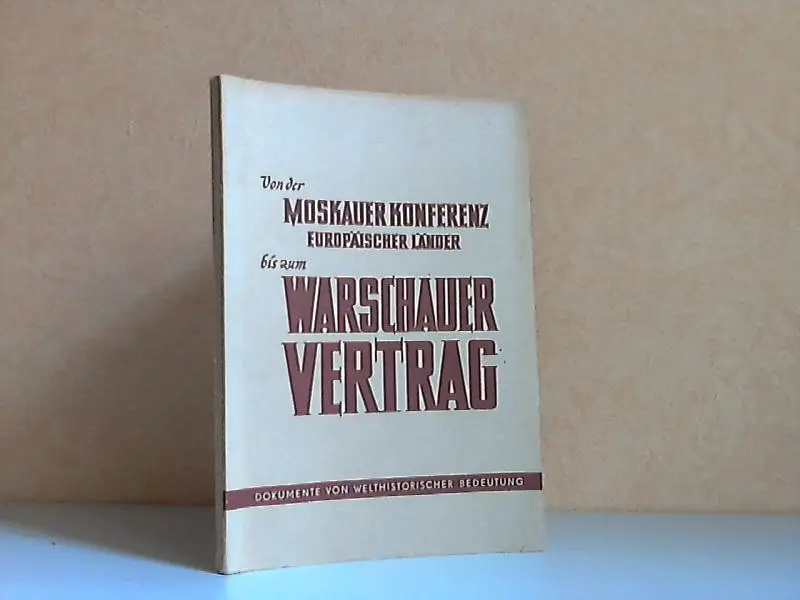 Von der
MOSKAUER KONFERENZ
EUROPÄISCHER LÄNDER
bis zum
WARSCHAUER
VERTRAG
DOKUMENTE VON WELTHISTORISCHER BEDEUTUNG